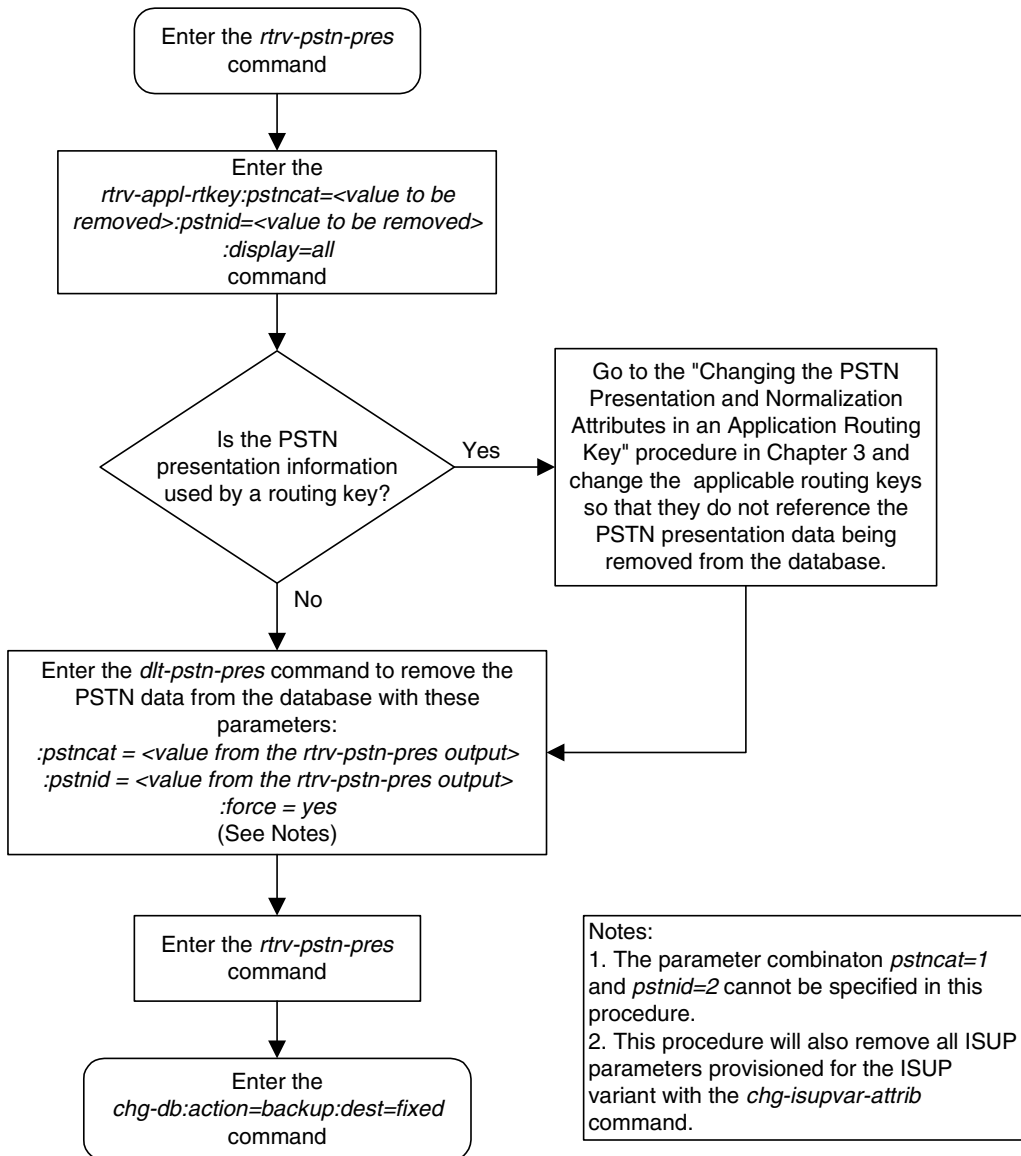 Enter the rtrv-pstn-pres
command
Enter the
rtrv-appl-rtkey:pstncat=<value to be
removed>:pstnid=<value to be removed>
:display=all
command
Is the PSTN
presentation information
used by a routing key?
Yes
Go to the "Changing the PSTN
Presentation and Normalization
Attributes in an Application Routing
Key" procedure in Chapter 3 and
change the applicable routing keys
so that they do not reference the
PSTN presentation data being
removed from the database.
No
Enter the dlt-pstn-pres command to remove the
PSTN data from the database with these
parameters:
:pstncat = <value from the rtrv-pstn-pres output>
:pstnid = <value from the rtrv-pstn-pres output>
:force = yes
(See Notes)
Enter the rtrv-pstn-pres
command
Enter the
chg-db:action=backup:dest=fixed
command
Notes:
1. The parameter combinaton pstncat=1
and pstnid=2 cannot be specified in this
procedure.
2. This procedure will also remove all ISUP
parameters provisioned for the ISUP
variant with the chg-isupvar-attrib
command.